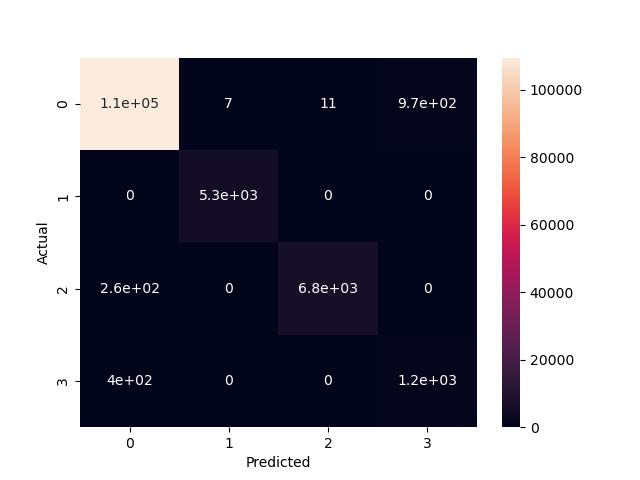 0 1.1e+05 7 11 9.7e+02
1 0 5.3e+03 0 0
2 2.6e+02 0 6.8e+03 0
3 4e+02 0 0 1.2e+03
0 1 2 3
Predicted
Actual
100000
80000
60000
40000
20000
0